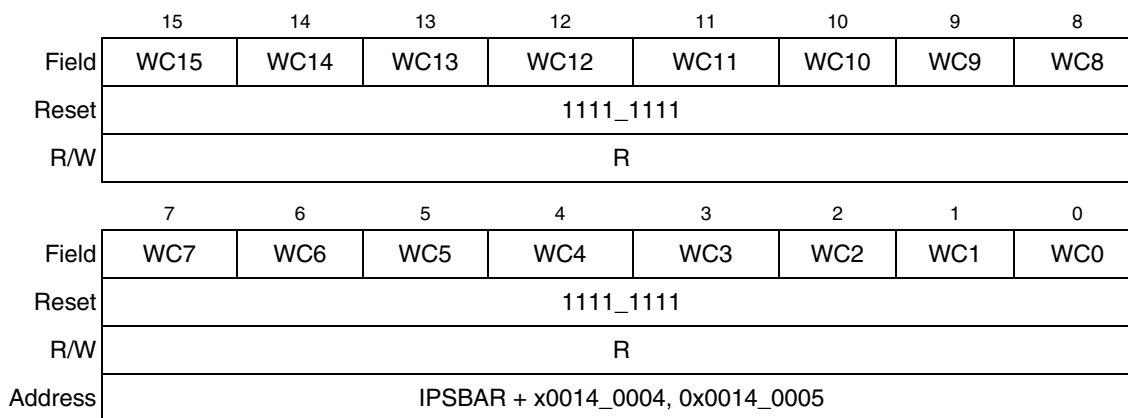 15 14 13 12 11 10 9 8
Field WC15 WC14 WC13 WC12 WC11 WC10 WC9 WC8
Reset 1111_1111
R/W R
7 6 5 4 3 2 1 0
Field WC7 WC6 WC5 WC4 WC3 WC2 WC1 WC0
Reset 1111_1111
R/W R
Address IPSBAR + x0014_0004, 0x0014_0005